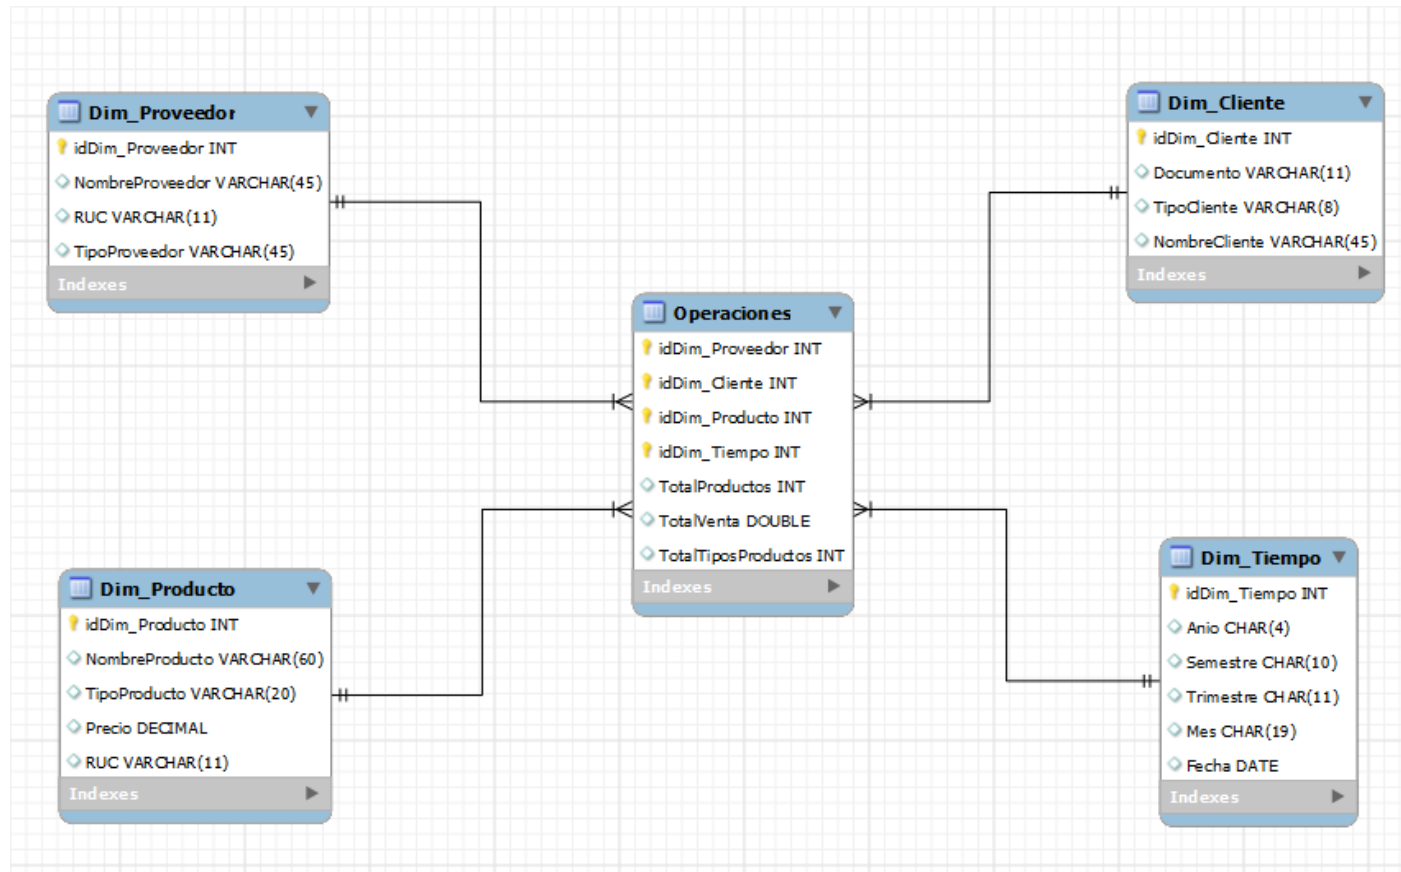 Dim_Proveedor
idDim_Proveedor INT
NombreProveedor VARCHAR(45)
RUC VARCHAR(11)
TipoProveedor VARCHAR(45)
Indexes
Dim_Cliente
idDim_Cliente INT
Documento VARCHAR(11)
TipoCliente VARCHAR(8)
NombreCliente VARCHAR(45)
Indexes
Operaciones
idDim_Proveedor INT
idDim_Cliente INT
idDim_Producto INT
idDim_Tiempo INT
TotalProductos INT
TotalVenta DOUBLE
TotalTiposProductos INT
Indexes
Dim_Producto
idDim_Producto INT
NombreProducto VARCHAR(60)
TipoProducto VARCHAR(20)
Precio DECIMAL
RUC VARCHAR(11)
Indexes
Dim_Tiempo
idDim_Tiempo INT
Anio CHAR(4)
Semestre CHAR(10)
Trimestre CHAR(11)
Mes CHAR(19)
Fecha DATE
Indexes